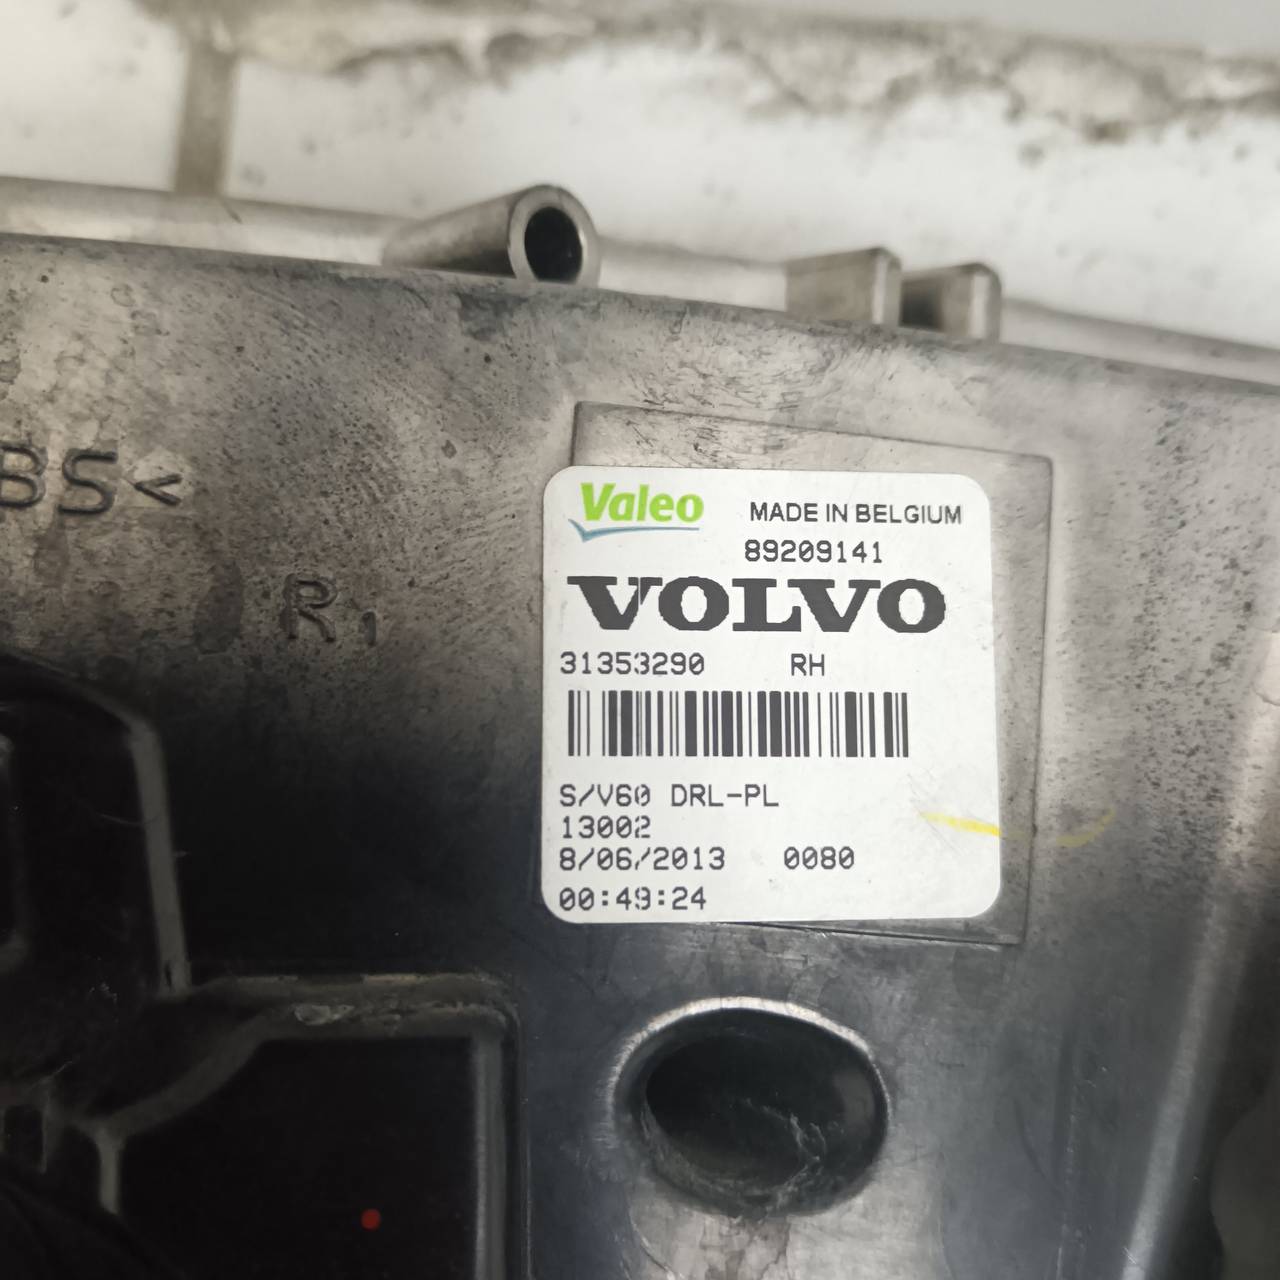 BS<
R1
Valeo
MADE IN BELGIUM
89209141
VOLVO
31353290 RH
S/V60 DRL-PL
13002
8/06/2013 0080
00:49:24